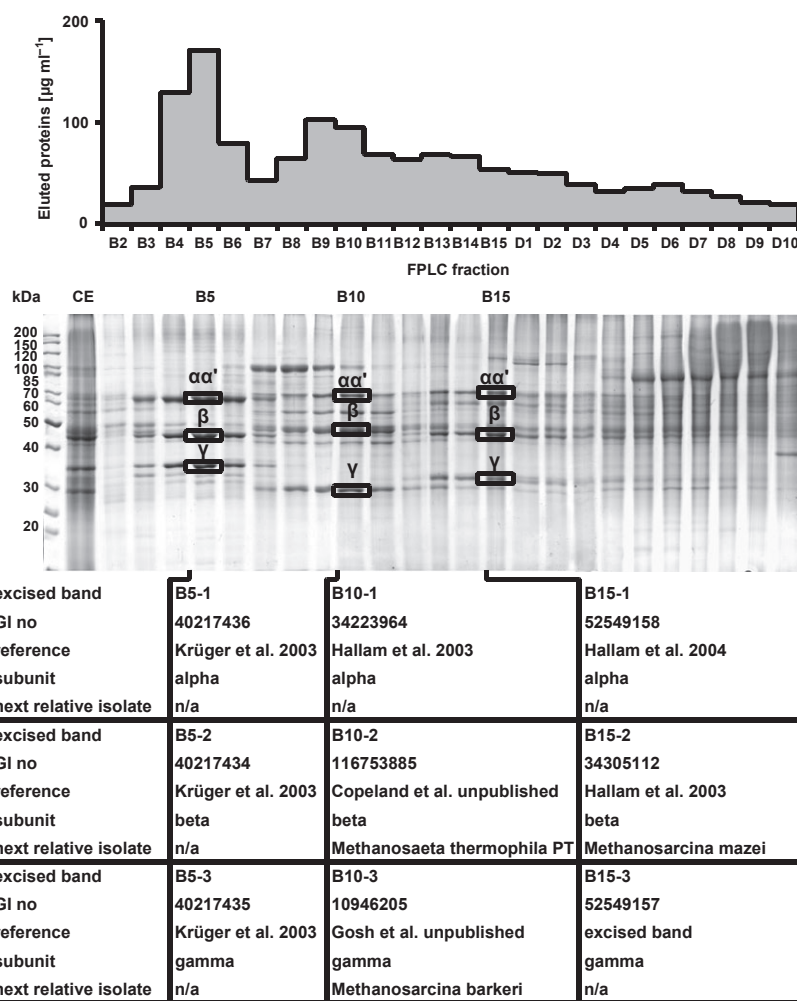 200
100
0
Eluted proteins [µg ml⁻¹]
B2 B3 B4 B5 B6 B7 B8 B9 B10 B11 B12 B13 B14 B15 D1 D2 D3 D4 D5 D6 D7 D8 D9 D10
FPLC fraction
kDa CE B5 B10 B15
200
150
120
100
85
70
60
50
40
30
20
αα'
β
γ
αα'
β
γ
αα'
β
γ
excised band B5-1 B10-1 B15-1
GI no 40217436 34223964 52549158
reference Krüger et al. 2003 Hallam et al. 2003 Hallam et al. 2004
subunit alpha alpha alpha
next relative isolate n/a n/a n/a
excised band B5-2 B10-2 B15-2
GI no 40217434 116753885 34305112
reference Krüger et al. 2003 Copeland et al. unpublished Hallam et al. 2003
subunit beta beta beta
next relative isolate n/a Methanosaeta thermophila PT Methanosarcina mazei
excised band B5-3 B10-3 B15-3
GI no 40217435 10946205 52549157
reference Krüger et al. 2003 Gosh et al. unpublished excised band
subunit gamma gamma gamma
next relative isolate n/a Methanosarcina barkeri n/a